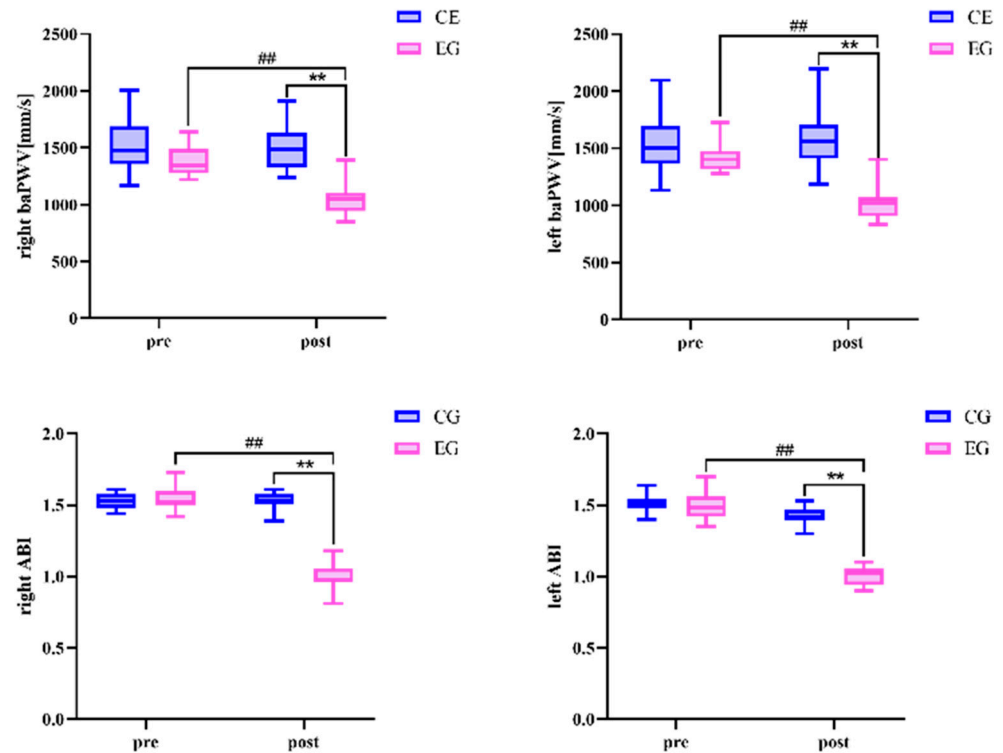 CE
EG
right baPWV[mm/s]
2500
2000
1500
1000
500
0
##
**
pre
post
CE
EG
left baPWV[mm/s]
2500
2000
1500
1000
500
0
##
**
pre
post
CG
EG
right ABI
2.0
1.5
1.0
0.5
0.0
##
**
pre
post
CG
EG
left ABI
2.0
1.5
1.0
0.5
0.0
##
**
pre
post